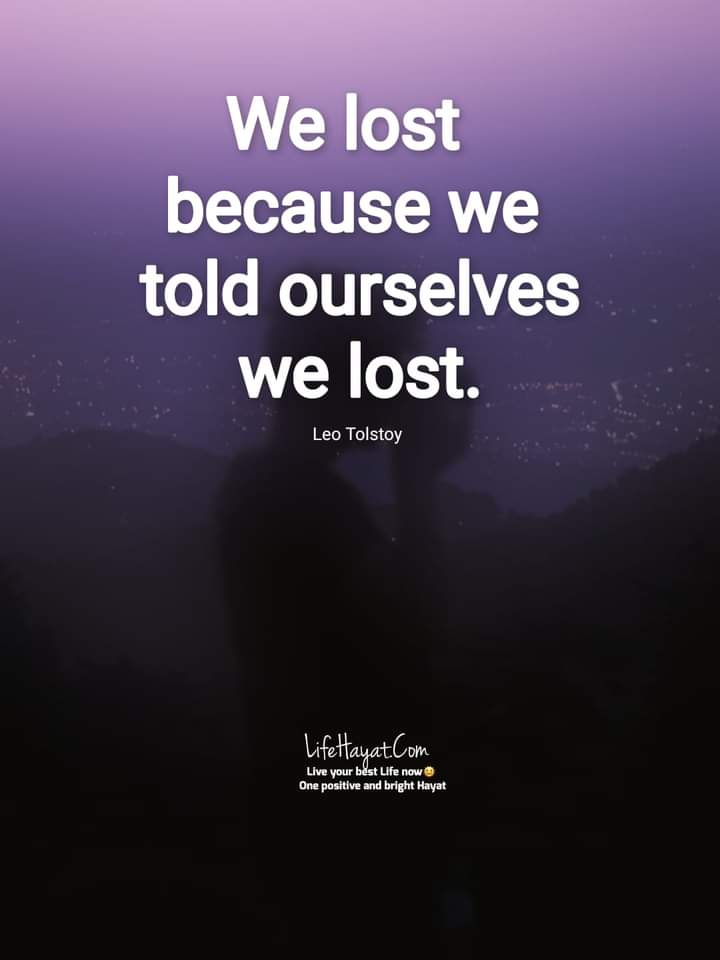 We lost
because we
told ourselves
we lost.
Leo Tolstoy
LifeHayat.Com
Live your best Life now🥹
One positive and bright Hayat